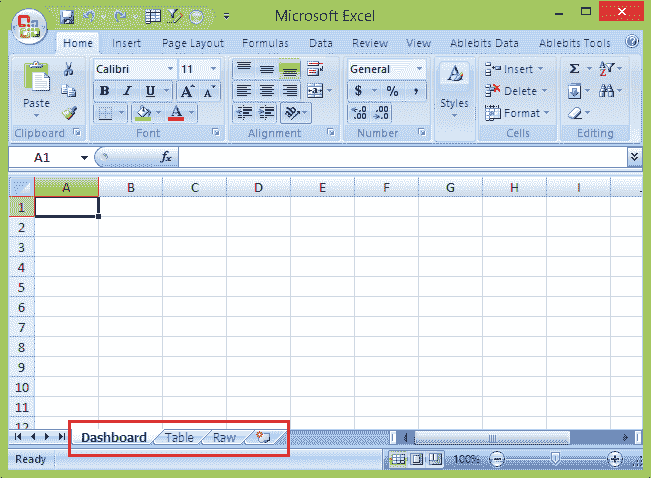 Microsoft Excel
Home Insert Page Layout Formulas Data Review View Ablebits Data Ablebits Tools
Calibri 11 General Insert Σ
Paste B I U A A $ % , Styles Delete
A Format
Clipboard Font Alignment Number Cells Editing
A1 fx
A B C D E F G H I
1
2
3
4
5
6
7
8
9
10
11
12
Dashboard Table Raw
Ready 100%